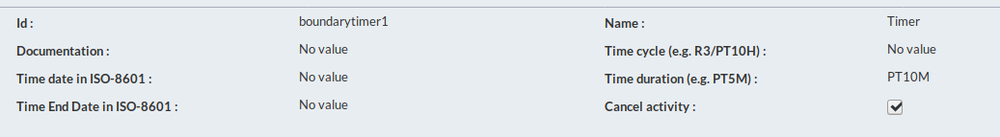 Id : boundarytimer1 Name : Timer
Documentation : No value Time cycle (e.g. R3/PT10H) : No value
Time date in ISO-8601 : No value Time duration (e.g. PT5M) : PT10M
Time End Date in ISO-8601 : No value Cancel activity :